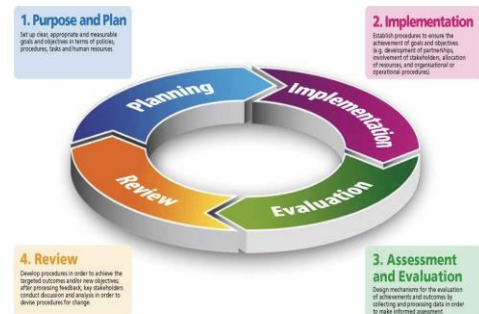 1. Purpose and Plan
Set up clear, appropriate and measurable
goals and objectives in terms of policies,
procedures, tasks and human resources.
2. Implementation
Establish procedures to ensure the
achievement of goals and objectives
(e.g. development of partnerships,
involvement of stakeholders, allocation
of resources, and organisational or
operational procedures).
Planning
Implementation
Review
Evaluation
4. Review
Develop procedures in order to achieve the
targeted outcomes and/or new objectives;
after processing feedback, key stakeholders
conduct discussion and analysis in order to
devise procedures for change.
3. Assessment
and Evaluation
Design mechanisms for the evaluation
of achievements and outcomes by
collecting and processing data in order
to make informed assessment.